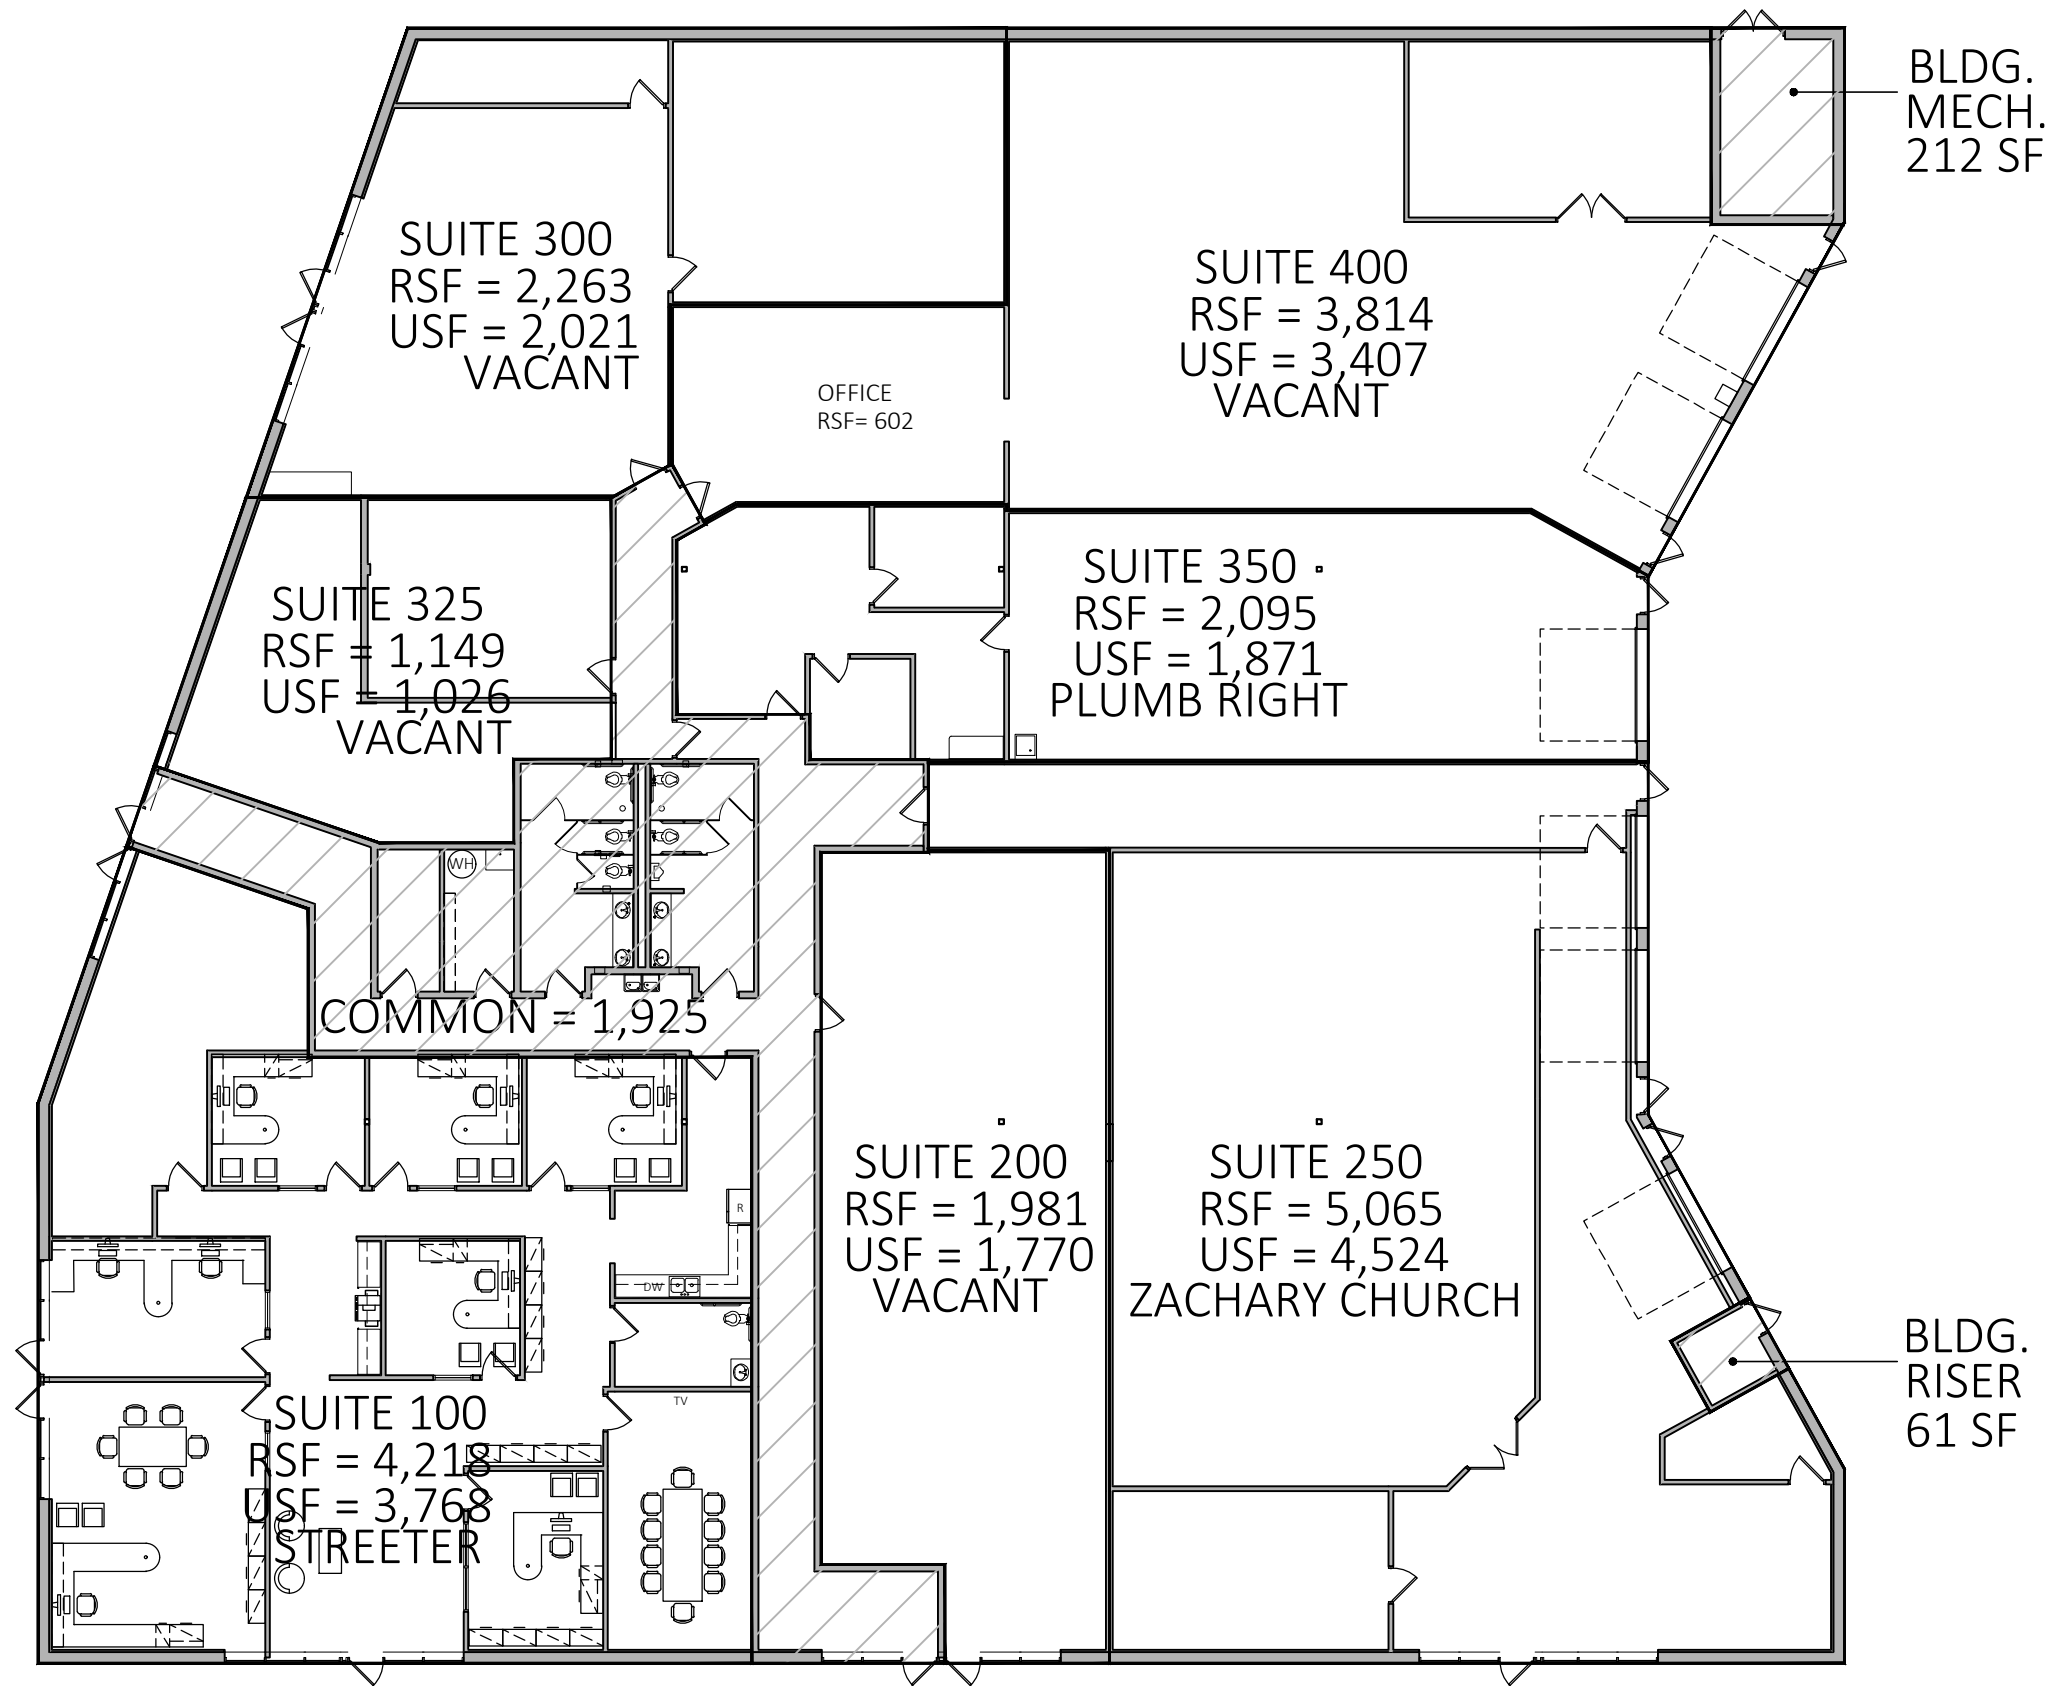 BLDG.
MECH.
212 SF
SUITE 300
RSF = 2,263
USF = 2,021
VACANT
SUITE 400
RSF = 3,814
USF = 3,407
VACANT
OFFICE
RSF= 602
SUITE 325
RSF = 1,149
USF = 1,026
VACANT
SUITE 350
RSF = 2,095
USF = 1,871
PLUMB RIGHT
WH
COMMON = 1,925
SUITE 200
RSF = 1,981
USF = 1,770
VACANT
SUITE 250
RSF = 5,065
USF = 4,524
ZACHARY CHURCH
R
DW
TV
BLDG.
RISER
61 SF
SUITE 100
RSF = 4,218
USF = 3,768
STREETER